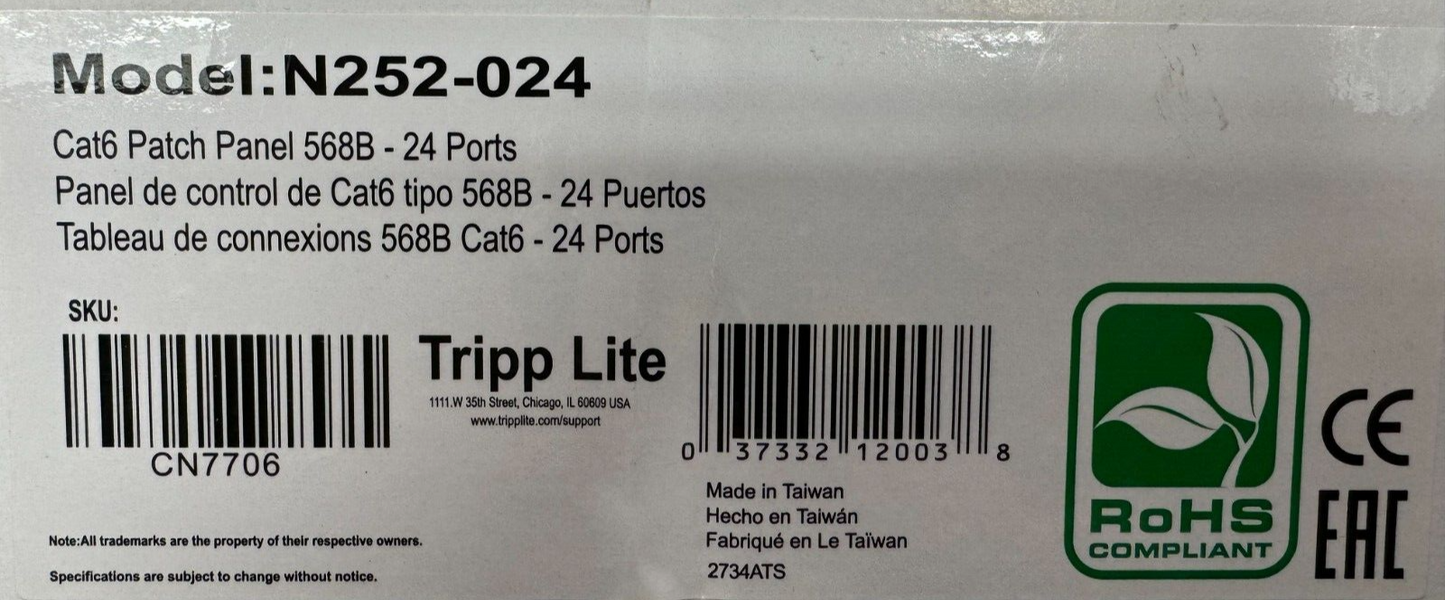 Model:N252-024
Cat6 Patch Panel 568B - 24 Ports
Panel de control de Cat6 tipo 568B - 24 Puertos
Tableau de connexions 568B Cat6 - 24 Ports
SKU:
CN7706
Tripp Lite
1111.W 35th Street, Chicago, IL 60609 USA
www.tripplite.com/support
0 37332 12003 8
Made in Taiwan
Hecho en Taiwán
Fabriqué en Le Taïwan
2734ATS
Note:All trademarks are the property of their respective owners.
Specifications are subject to change without notice.
RoHS
COMPLIANT
CE
EAC